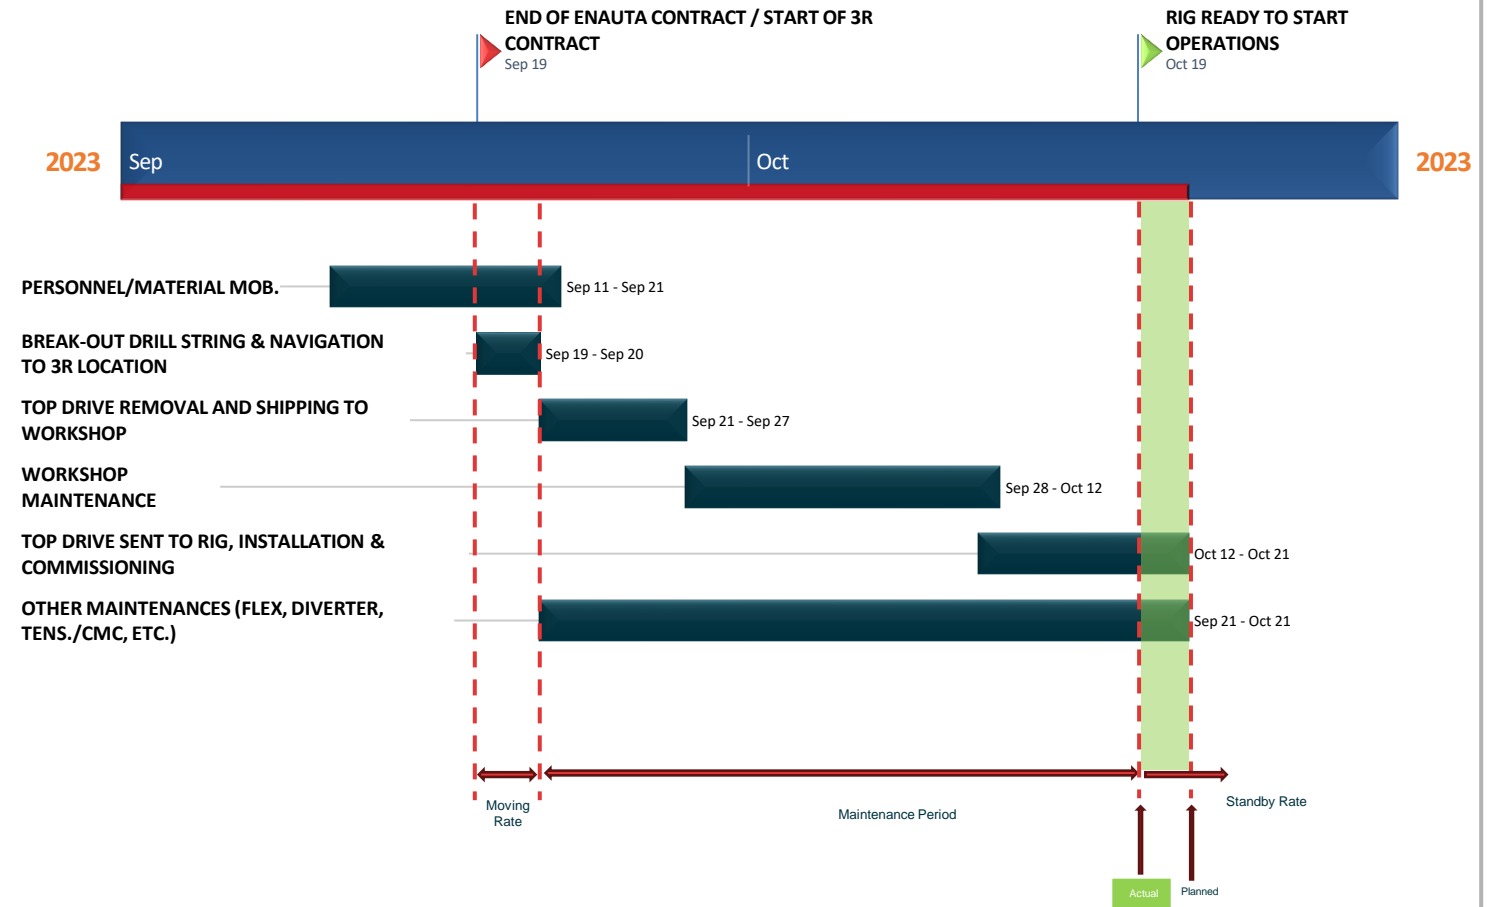 END OF ENAUTA CONTRACT / START OF 3R
CONTRACT
Sep 19
RIG READY TO START
OPERATIONS
Oct 19
2023
Sep
Oct
2023
PERSONNEL/MATERIAL MOB.
Sep 11 - Sep 21
BREAK-OUT DRILL STRING & NAVIGATION
TO 3R LOCATION
Sep 19 - Sep 20
TOP DRIVE REMOVAL AND SHIPPING TO
WORKSHOP
Sep 21 - Sep 27
WORKSHOP
MAINTENANCE
Sep 28 - Oct 12
TOP DRIVE SENT TO RIG, INSTALLATION &
COMMISSIONING
Oct 12 - Oct 21
OTHER MAINTENANCES (FLEX, DIVERTER,
TENS./CMC, ETC.)
Sep 21 - Oct 21
Moving
Rate
Maintenance Period
Standby Rate
Actual
Planned